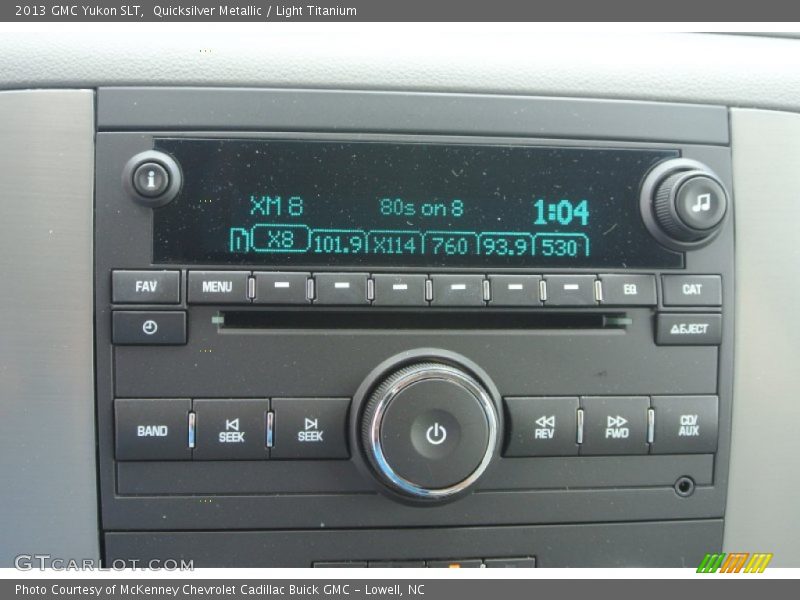 2013 GMC Yukon SLT,  Quicksilver Metallic / Light Titanium
i
XM 8 80s on 8 1:04
X8 101.9 X114 760 93.9 530
FAV MENU EQ CAT
≜EJECT
BAND SEEK SEEK REV FWD CD/AUX
GTcarlot.com
Photo Courtesy of McKenney Chevrolet Cadillac Buick GMC - Lowell, NC